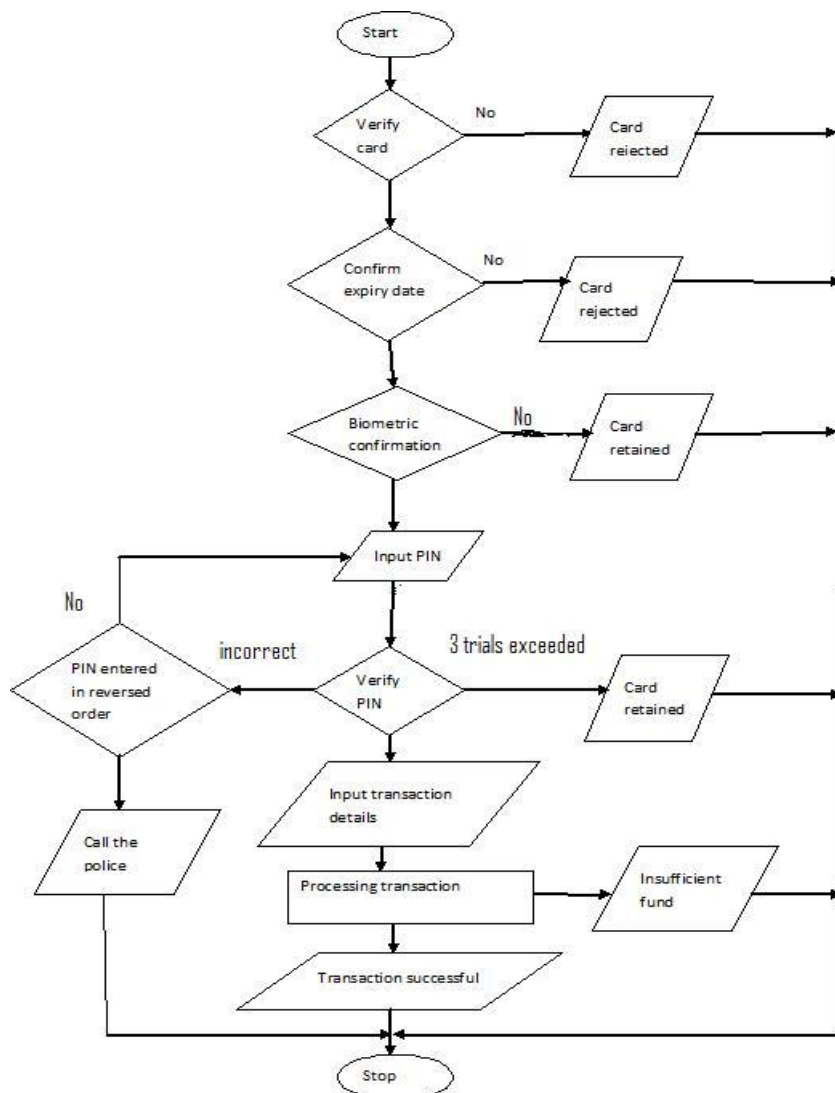 Start
No
Verify
card
Card
reiected
No
Confirm
expiry date
Card
rejected
No
Biometric
confirmation
Card
retained
Input PIN
No
incorrect
3 trials exceeded
PIN entered
in reversed
order
Verify
PIN
Card
retained
Input transaction
details
Call the
police
Processing transaction
Insufficient
fund
Transaction successful
Stop